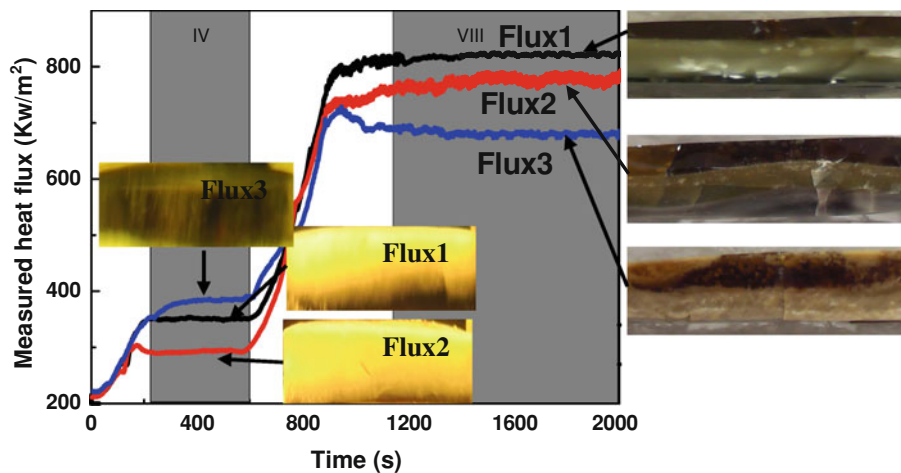 IV
VIII
Flux1
800
Flux2
Flux3
Measured heat flux (Kw/m²)
600
Flux3
Flux1
400
Flux2
200
0
400
800
1200
1600
2000
Time (s)